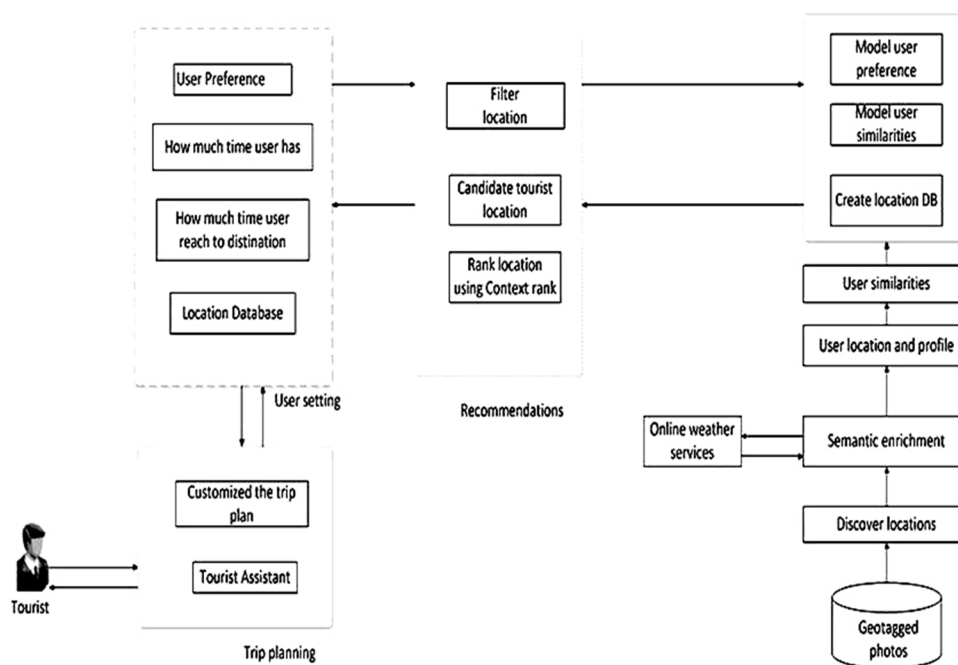 User Preference
How much time user has
How much time user
reach to distination
Location Database
User setting
Filter
location
Candidate tourist
location
Rank location
using Context rank
Recommendations
Model user
preference
Model user
similarities
Create location DB
User similarities
User location and profile
Online weather
services
Semantic enrichment
Discover locations
Geotagged
photos
Customized the trip
plan
Tourist Assistant
Tourist
Trip planning